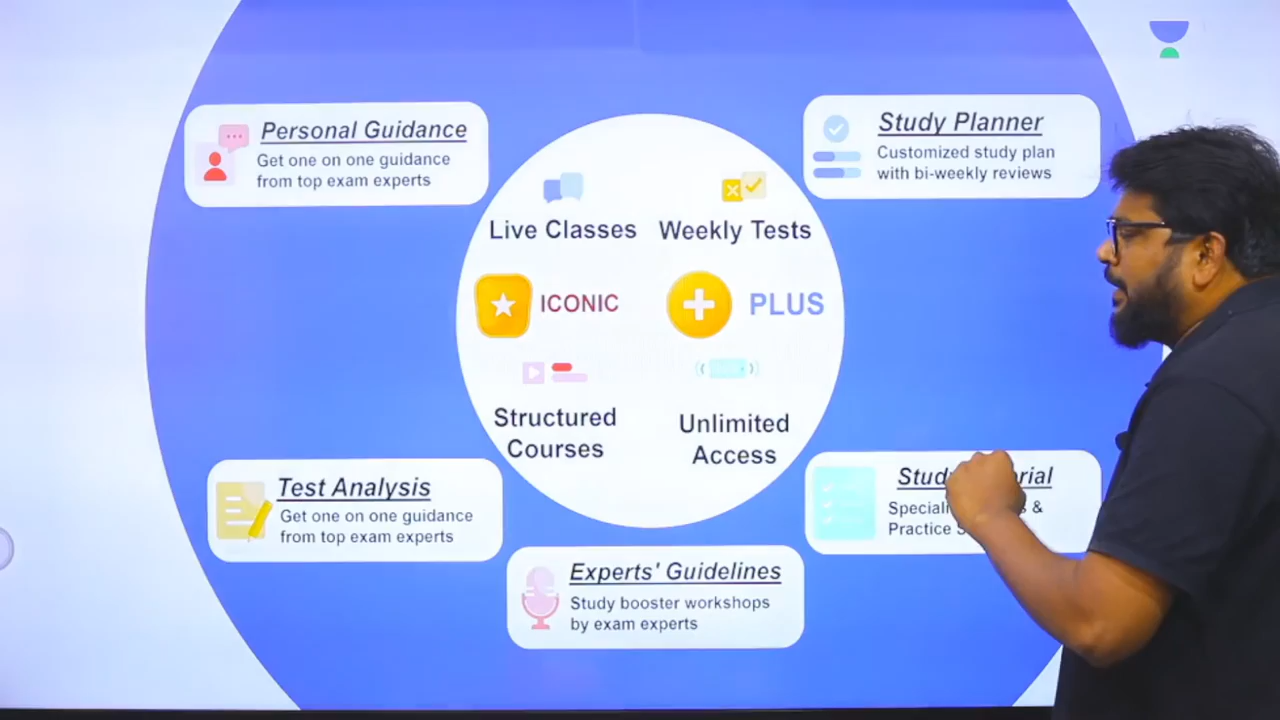 Personal Guidance
Get one on one guidance
from top exam experts
Study Planner
Customized study plan
with bi-weekly reviews
Live Classes
Weekly Tests
ICONIC
PLUS
Structured
Courses
Unlimited
Access
Test Analysis
Get one on one guidance
from top exam experts
&
Practice
Experts' Guidelines
Study booster workshops
by exam experts